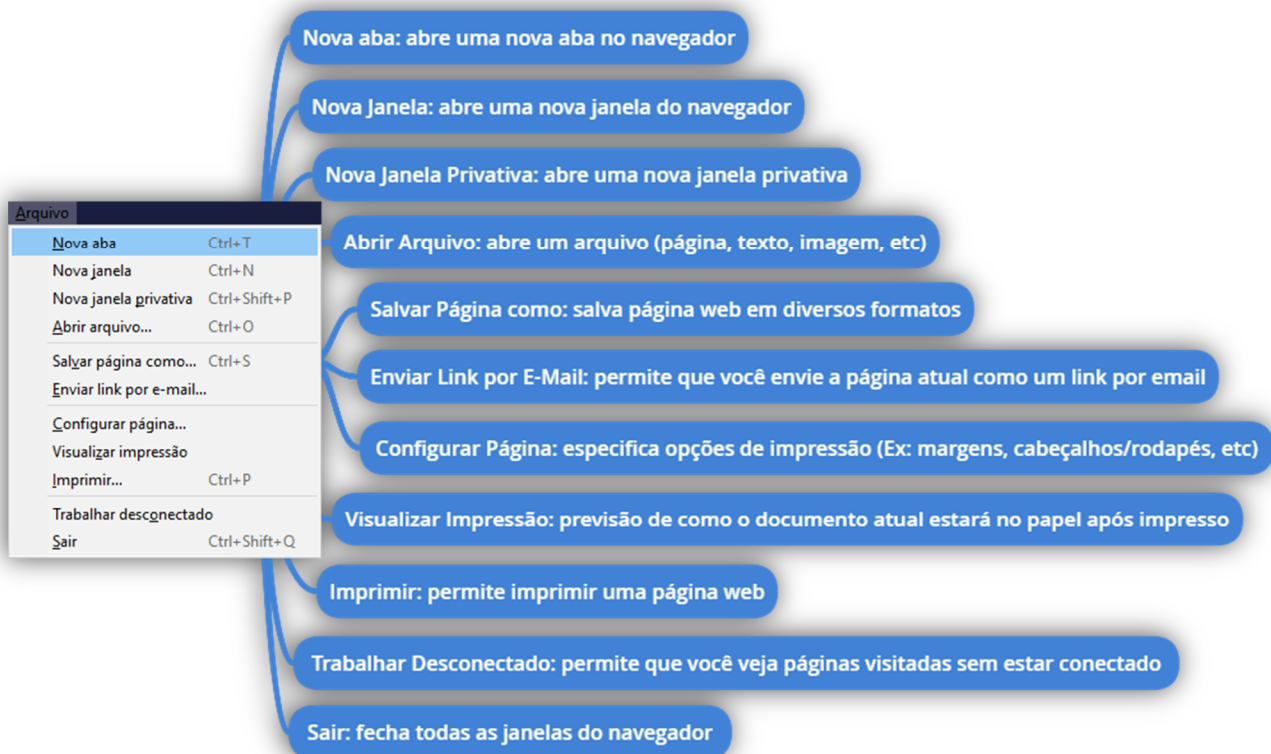 Nova aba: abre uma nova aba no navegador
Nova Janela: abre uma nova janela do navegador
Nova Janela Privativa: abre uma nova janela privativa
Abrir Arquivo: abre um arquivo (página, texto, imagem, etc)
Salvar Página como: salva página web em diversos formatos
Enviar Link por E-Mail: permite que você envie a página atual como um link por email
Configurar Página: especifica opções de impressão (Ex: margens, cabeçalhos/rodapés, etc)
Visualizar Impressão: previsão de como o documento atual estará no papel após impresso
Imprimir: permite imprimir uma página web
Trabalhar Desconectado: permite que você veja páginas visitadas sem estar conectado
Sair: fecha todas as janelas do navegador
Arquivo
Nova aba Ctrl+T
Nova janela Ctrl+N
Nova janela privativa Ctrl+Shift+P
Abrir arquivo... Ctrl+O
Salvar página como... Ctrl+S
Enviar link por e-mail...
Configurar página...
Visualizar impressão
Imprimir... Ctrl+P
Trabalhar desconectado
Sair Ctrl+Shift+Q